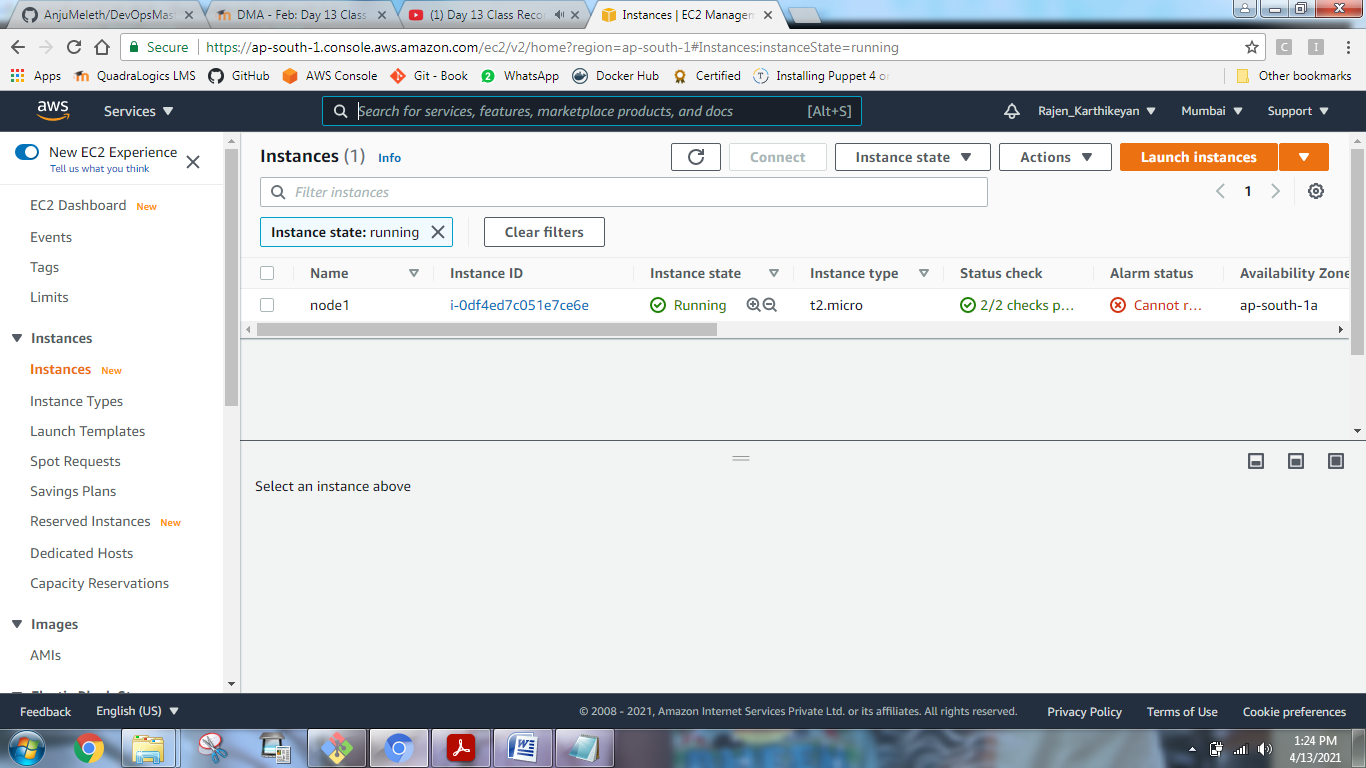 AnjuMeleth/DevOpsMas
DMA - Feb: Day 13 Class
(1) Day 13 Class Reco
Instances | EC2 Managem
Secure
https://ap-south-1.console.aws.amazon.com/ec2/v2/home?region=ap-south-1#Instances:instanceState=running
C
I
Apps
QuadraLogics LMS
GitHub
AWS Console
Git - Book
2 WhatsApp
Docker Hub
Certified
Installing Puppet 4 o
Other bookmarks
aws
Services
Search for services, features, marketplace products, and docs
[Alt+S]
Rajen_Karthikeyan
Mumbai
Support
New EC2 Experience
Tell us what you think
EC2 Dashboard New
Events
Tags
Limits
Instances
Instances New
Instance Types
Launch Templates
Spot Requests
Savings Plans
Reserved Instances New
Dedicated Hosts
Capacity Reservations
Images
AMIs
Instances (1) Info
Connect
Instance state
Actions
Launch instances
Filter instances
1
Instance state: running
Clear filters
Name Instance ID Instance state Instance type Status check Alarm status Availability Zone
node1 i-0df4ed7c051e7ce6e Running t2.micro 2/2 checks p… Cannot r… ap-south-1a
Select an instance above
Feedback
English (US)
© 2008 - 2021, Amazon Internet Services Private Ltd. or its affiliates. All rights reserved.
Privacy Policy
Terms of Use
Cookie preferences
1:24 PM
4/13/2021